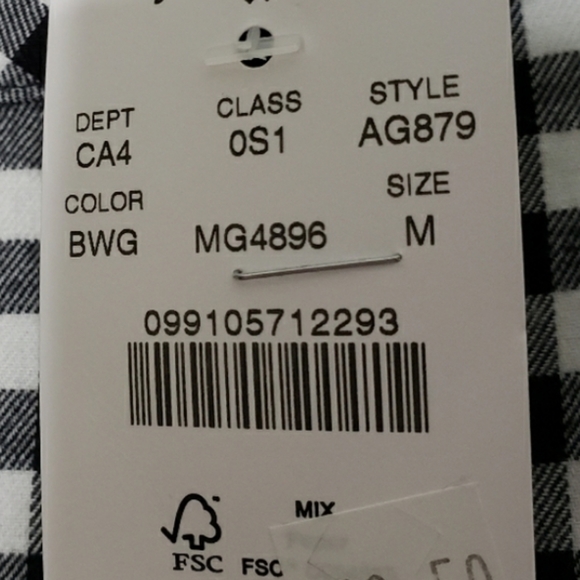 DEPT CLASS STYLE
CA4 0S1 AG879
COLOR SIZE
BWG MG4896 M
099105712293
MIX
FSC FSC